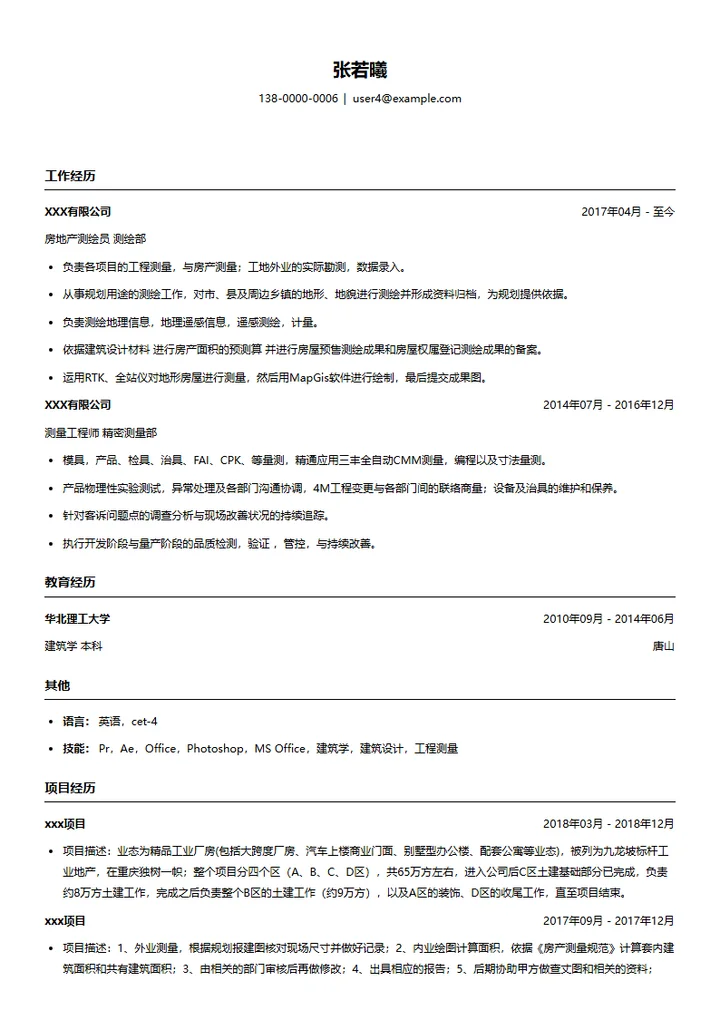 张若曦
138-0000-0006 | user4@example.com
工作经历
XXX有限公司 2017年04月 - 至今
房地产测绘员 测绘部
• 负责各项目的工程测量，与房产测量；工地外业的实际勘测，数据录入。
• 从事规划用途的测绘工作，对市、县及周边乡镇的地形、地貌进行测绘并形成资料归档，为规划提供依据。
• 负责测绘地理信息，地理遥感信息，遥感测绘，计量。
• 依据建筑设计材料 进行房产面积的预测算 并进行房屋预售测绘成果和房屋权属登记测绘成果的备案。
• 运用RTK、全站仪对地形房屋进行测量，然后用MapGis软件进行绘制，最后提交成果图。
XXX有限公司 2014年07月 - 2016年12月
测量工程师 精密测量部
• 模具，产品、检具、治具、FAI、CPK、等量测，精通应用三丰全自动CMM测量，编程以及寸法量测。
• 产品物理性实验测试，异常处理及各部门沟通协调，4M工程变更与各部门间的联络商量；设备及治具的维护和保养。
• 针对客诉问题点的调查分析与现场改善状况的持续追踪。
• 执行开发阶段与量产阶段的品质检测，验证 ，管控，与持续改善。
教育经历
华北理工大学 2010年09月 - 2014年06月
建筑学 本科 唐山
其他
• 语言： 英语，cet-4
• 技能： Pr，Ae，Office，Photoshop，MS Office，建筑学，建筑设计，工程测量
项目经历
xxx项目 2018年03月 - 2018年12月
• 项目描述：业态为精品工业厂房(包括大跨度厂房、汽车上楼商业门面、别墅型办公楼、配套公寓等业态)，被列为九龙坡标杆工
业地产，在重庆独树一帜；整个项目分四个区（A、B、C、D区），共65万方左右，进入公司后C区土建基础部分已完成，负责
约8万方土建工作，完成之后负责整个B区的土建工作（约9万方），以及A区的装饰、D区的收尾工作，直至项目结束。
xxx项目 2017年09月 - 2017年12月
• 项目描述：1、外业测量，根据规划报建图核对现场尺寸并做好记录；2、内业绘图计算面积，依据《房产测量规范》计算套内建
筑面积和共有建筑面积；3、由相关的部门审核后再做修改；4、出具相应的报告；5、后期协助甲方做查丈图和相关的资料；